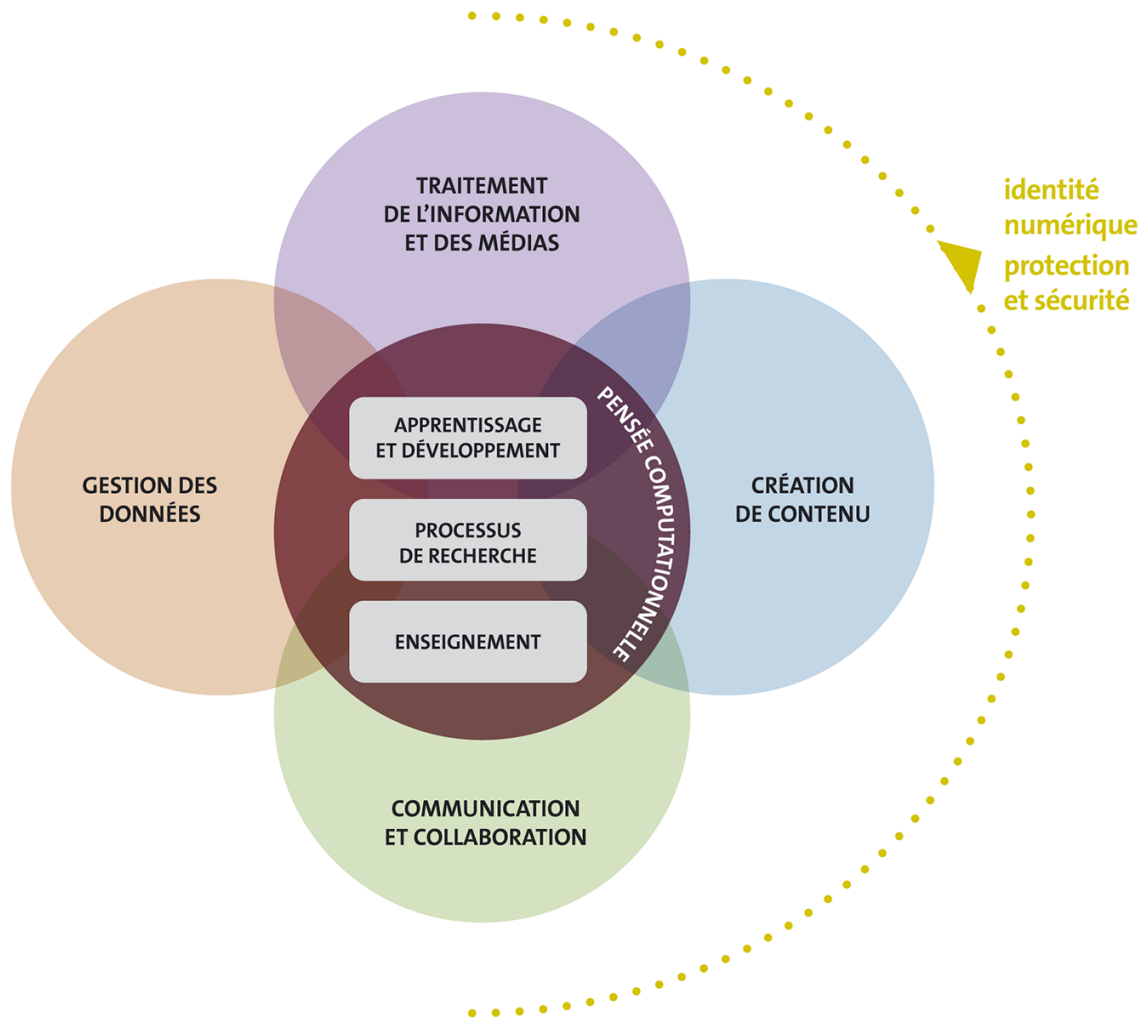 TRAITEMENT
DE L’INFORMATION
ET DES MÉDIAS
identité
numérique
protection
et sécurité
GESTION DES
DONNÉES
APPRENTISSAGE
ET DÉVELOPPEMENT
PROCESSUS
DE RECHERCHE
ENSEIGNEMENT
PENSÉE COMPUTATIONNELLE
CRÉATION
DE CONTENU
COMMUNICATION
ET COLLABORATION